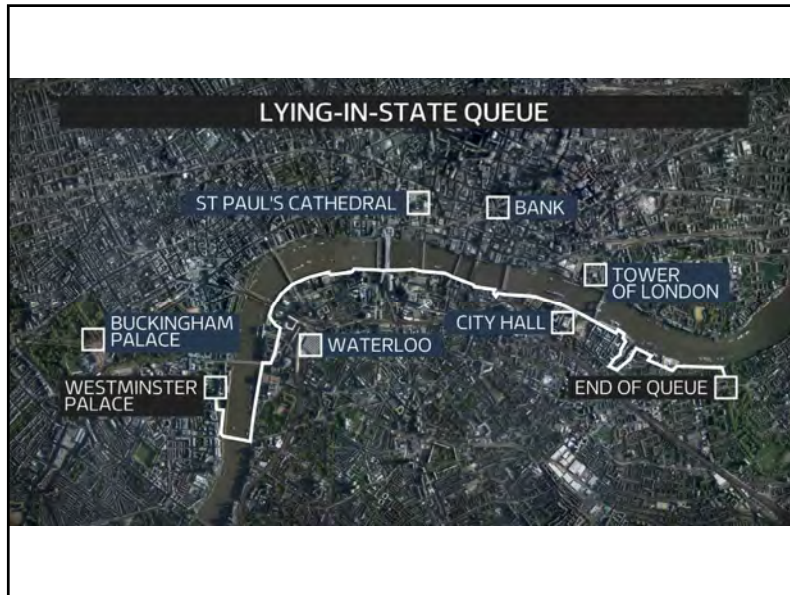 LYING-IN-STATE QUEUE
ST PAUL'S CATHEDRAL
BANK
TOWER
OF LONDON
BUCKINGHAM
PALACE
WATERLOO
CITY HALL
WESTMINSTER
PALACE
END OF QUEUE